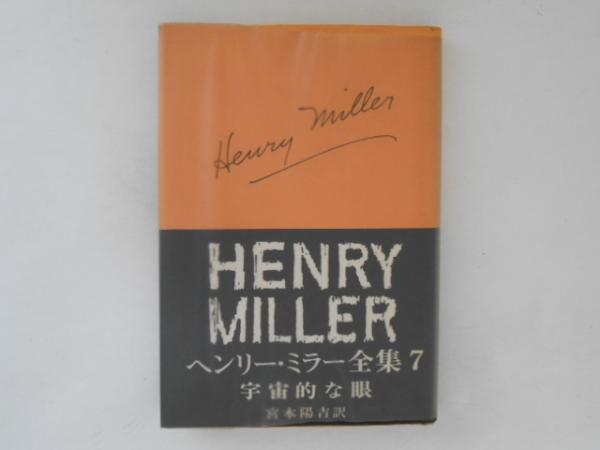 Henry Miller
HENRY
MILLER
ヘンリー・ミラー全集 7
宇宙的な眼
宮本陽吉訳